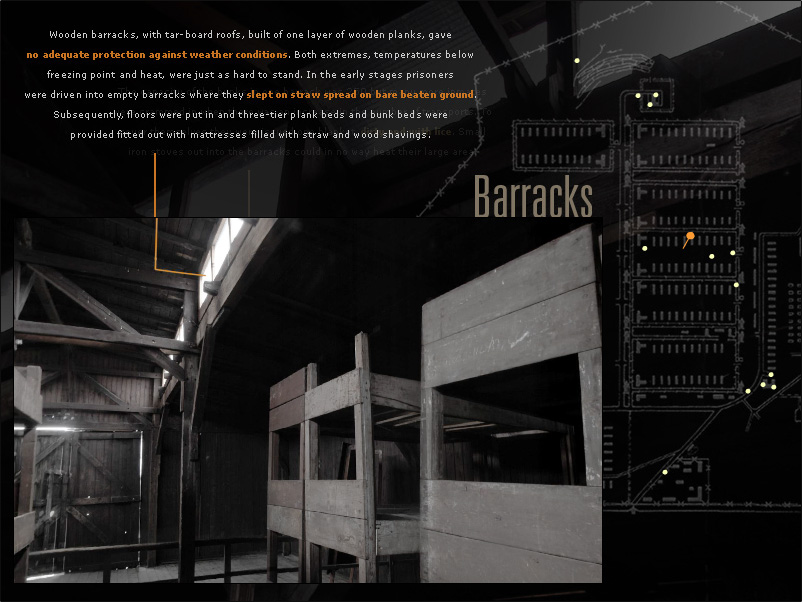 Wooden barracks, with tar-board roofs, built of one layer of wooden planks, gave
no adequate protection against weather conditions. Both extremes, temperatures below
freezing point and heat, were just as hard to stand. In the early stages prisoners
were driven into empty barracks where they slept on straw spread on bare beaten ground.
Subsequently, floors were put in and three-tier plank beds and bunk beds were
provided fitted out with mattresses filled with straw and wood shavings.
iron stoves out into the barracks could in no way heat their large area
Barracks